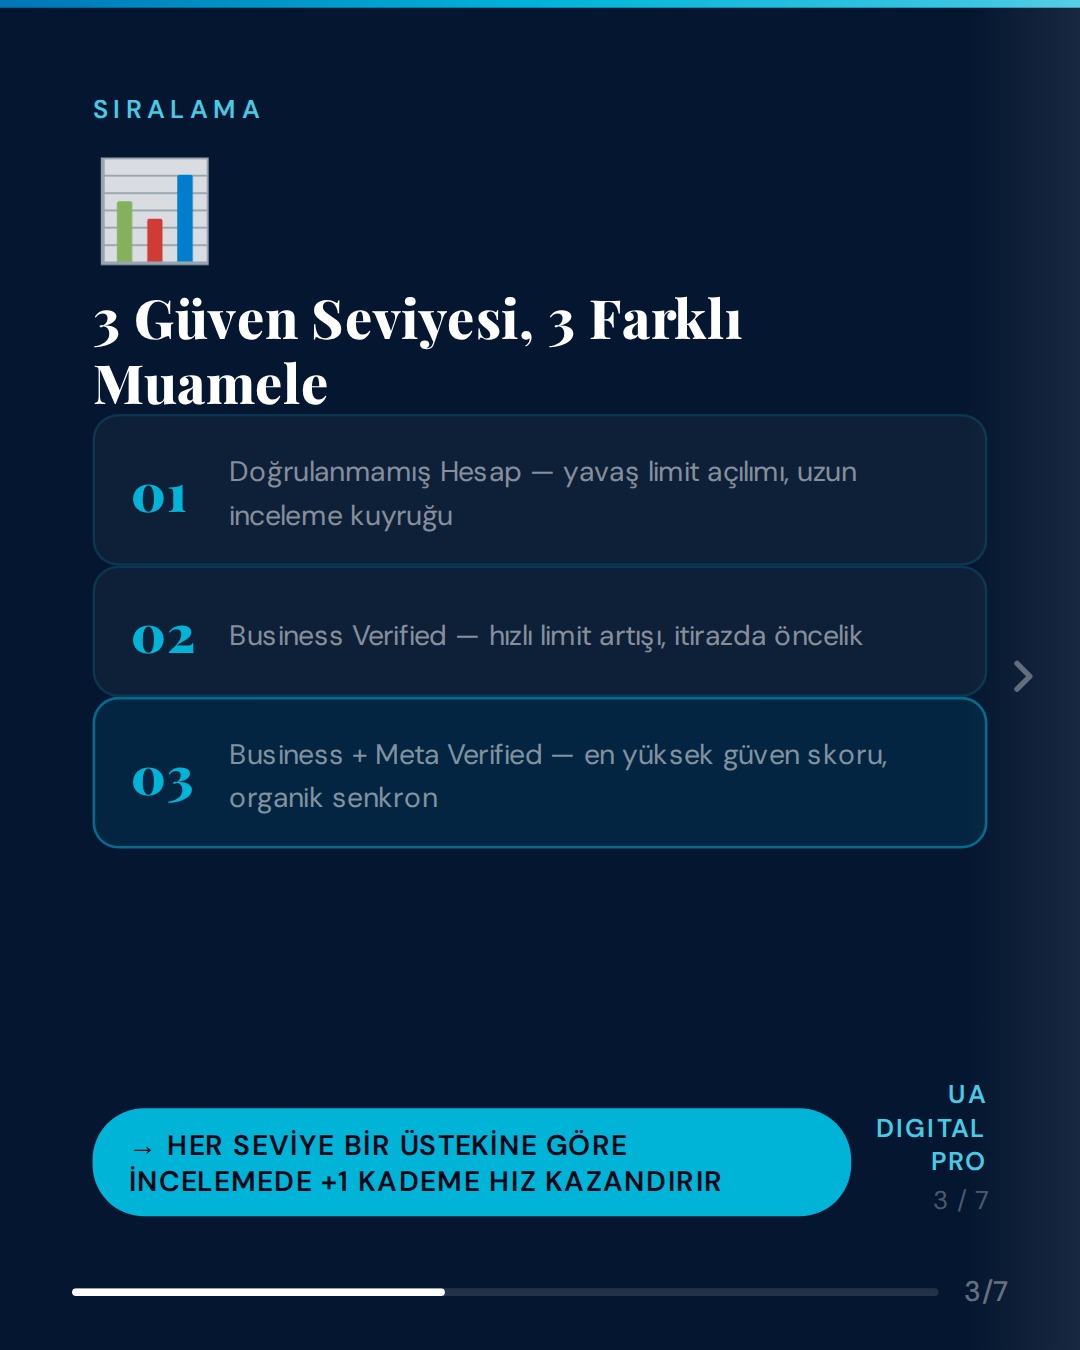 SIRALAMA
3 Güven Seviyesi, 3 Farklı
Muamele
01
Doğrulanmamış Hesap — yavaş limit açılımı, uzun
inceleme kuyruğu
02
Business Verified — hızlı limit artışı, itirazda öncelik
03
Business + Meta Verified — en yüksek güven skoru,
organik senkron
→ HER SEVİYE BİR ÜSTEKİNE GÖRE
İNCELEMEDE +1 KADEME HIZ KAZANDIRIR
UA
DIGITAL
PRO
3 / 7
3/7